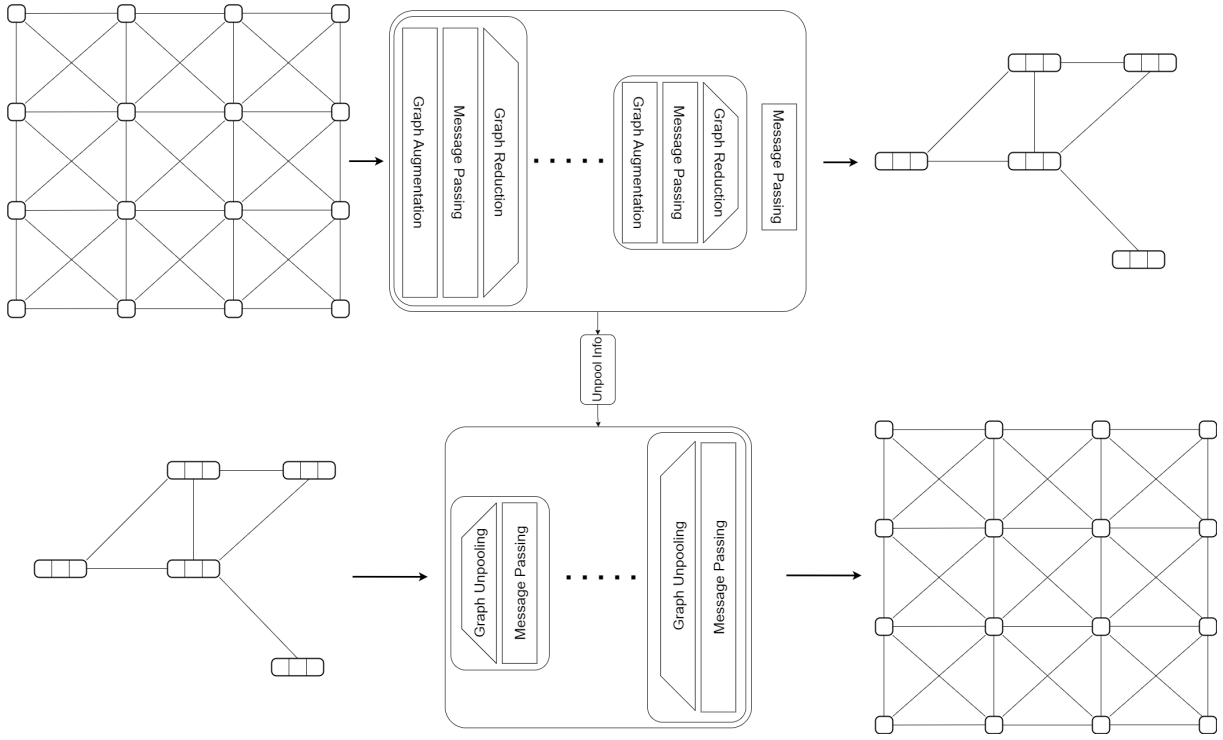 Graph Augmentation
Message Passing
Graph Reduction
Graph Augmentation
Message Passing
Graph Reduction
Message Passing
Unpool Info
Graph Unpooling
Message Passing
Graph Unpooling
Message Passing